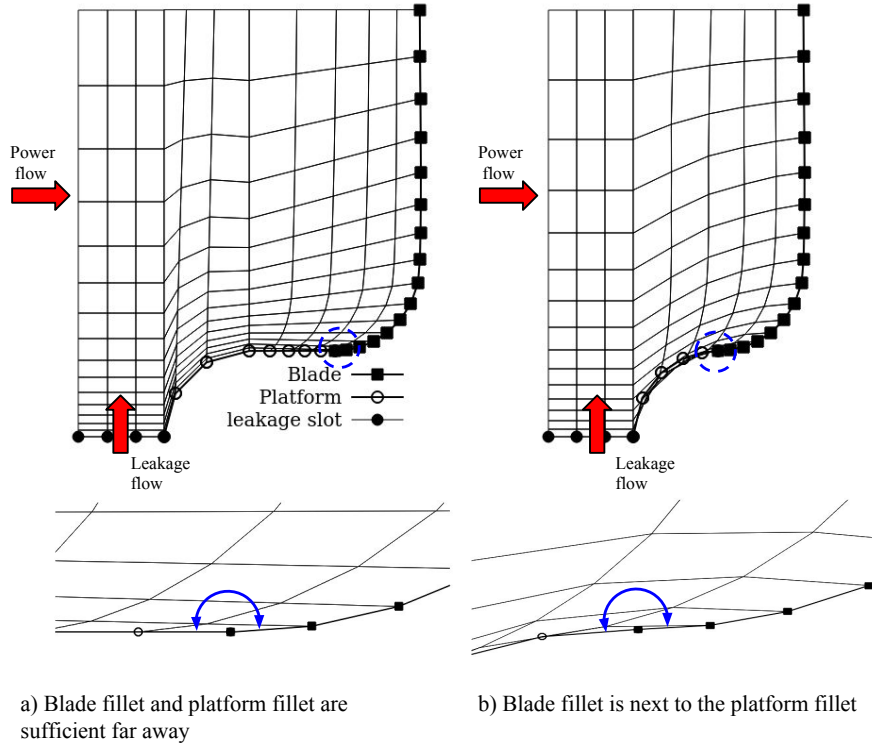 Power
flow
Blade
Platform
leakage slot
Leakage
flow
Power
flow
Leakage
flow
a) Blade fillet and platform fillet are
sufficient far away
b) Blade fillet is next to the platform fillet